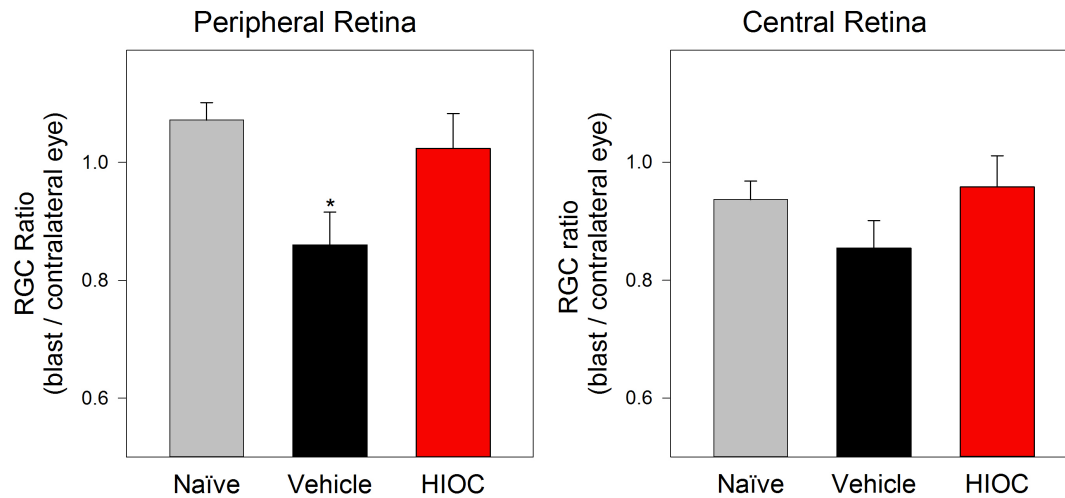 Peripheral Retina
RGC Ratio
(blast / contralateral eye)
1.0
0.8
0.6
*
Naïve Vehicle HIOC
Central Retina
RGC ratio
(blast / contralateral eye)
1.0
0.8
0.6
Naïve Vehicle HIOC